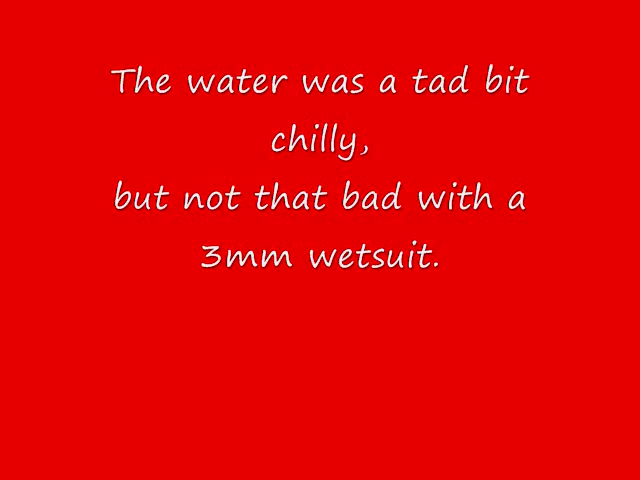 The water was a tad bit
chilly,
but not that bad with a
3mm wetsuit.